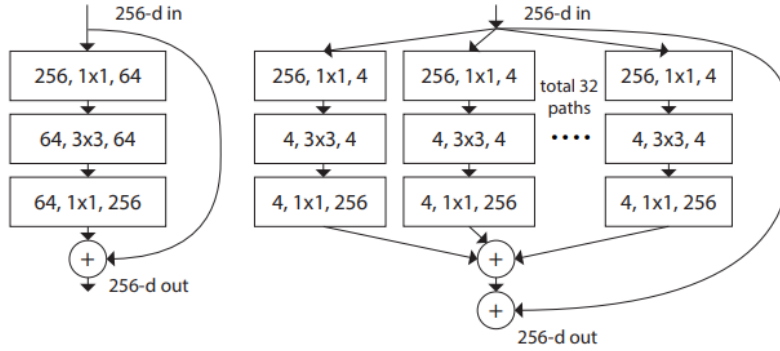 256-d in
256, 1x1, 64
64, 3x3, 64
64, 1x1, 256
+
256-d out
256-d in
256, 1x1, 4
256, 1x1, 4
total 32
paths
....
256, 1x1, 4
4, 3x3, 4
4, 3x3, 4
4, 3x3, 4
4, 1x1, 256
4, 1x1, 256
4, 1x1, 256
+
+
256-d out